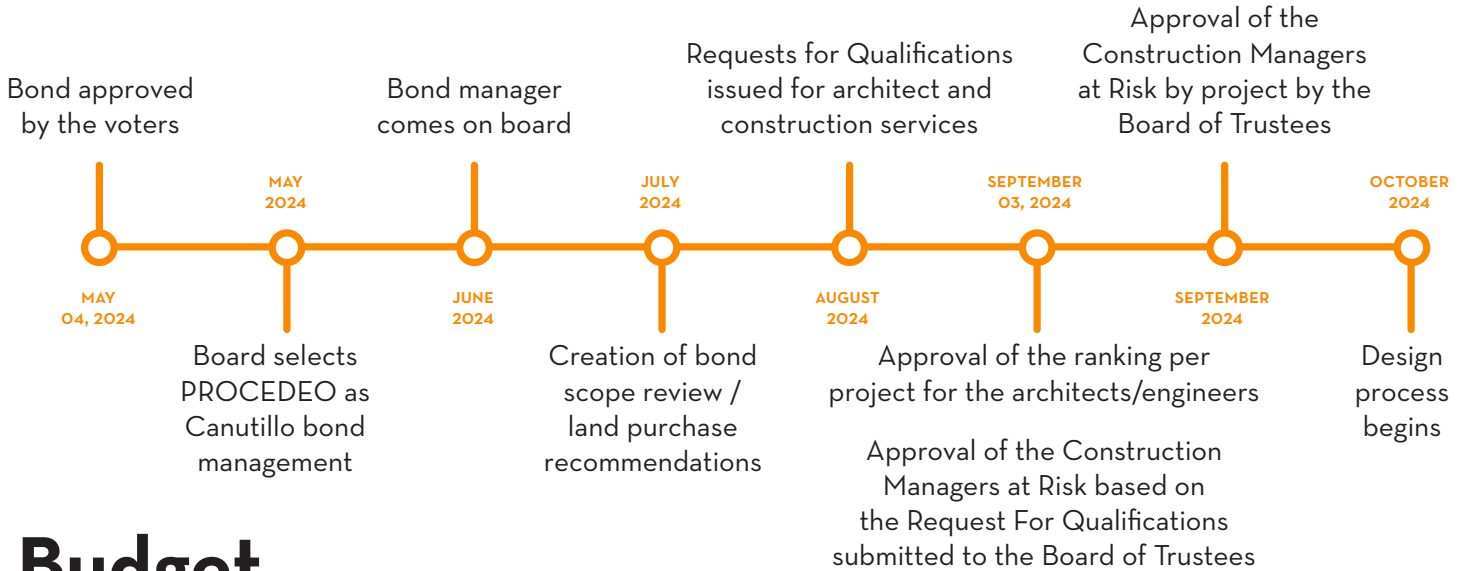 Bond approved
by the voters
MAY
04, 2024
MAY
2024
Board selects
PROCEDEO as
Canutillo bond
management
Bond manager
comes on board
JUNE
2024
JULY
2024
Creation of bond
scope review /
land purchase
recommendations
Requests for Qualifications
issued for architect and
construction services
AUGUST
2024
SEPTEMBER
03, 2024
Approval of the ranking per
project for the architects/engineers
Approval of the Construction
Managers at Risk based on
the Request For Qualifications
submitted to the Board of Trustees
Approval of the
Construction Managers
at Risk by project by the
Board of Trustees
SEPTEMBER
2024
OCTOBER
2024
Design
process
begins
Budget